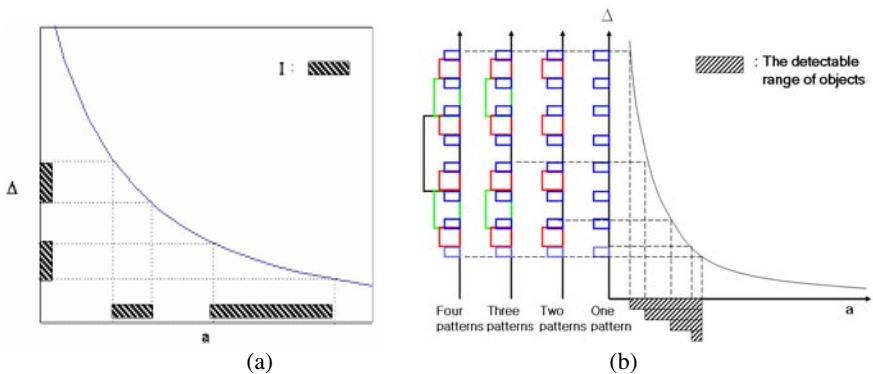 I :
Δ
a
(a)
Δ
: The detectable
range of objects
Four
patterns
Three
patterns
Two
patterns
One
pattern
a
(b)